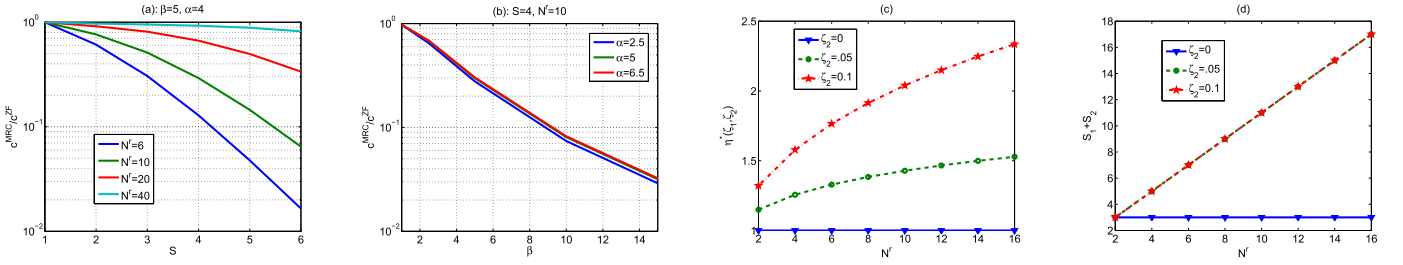 (a): β=5, α=4
10⁰
10⁻¹
10⁻²
c^MRC/c^ZF
1 2 3 4 5 6
S
N^r=6
N^r=10
N^r=20
N^r=40
(b): S=4, N^r=10
10⁰
10⁻¹
10⁻²
c^MRC/c^ZF
2 4 6 8 10 12 14
β
α=2.5
α=5
α=6.5
(c)
2.5
2
1.5
1
η*(ζ₁,ζ₂)
2 4 6 8 10 12 14 16
N^r
ζ₂=0
ζ₂=.05
ζ₂=0.1
(d)
18
16
14
12
10
8
6
4
2
S₁+S₂
2 4 6 8 10 12 14 16
N^r
ζ₂=0
ζ₂=.05
ζ₂=0.1